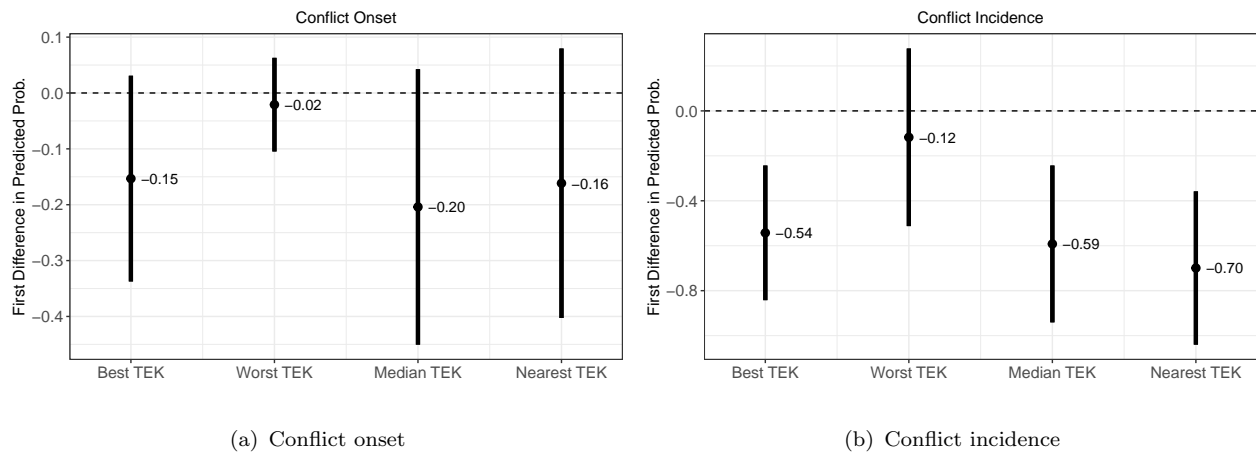 Conflict Onset
First Difference in Predicted Prob.
0.1
0.0
−0.1
−0.2
−0.3
−0.4
−0.15
−0.02
−0.20
−0.16
Best TEK
Worst TEK
Median TEK
Nearest TEK
(a) Conflict onset
Conflict Incidence
First Difference in Predicted Prob.
0.0
−0.4
−0.8
−0.54
−0.12
−0.59
−0.70
Best TEK
Worst TEK
Median TEK
Nearest TEK
(b) Conflict incidence